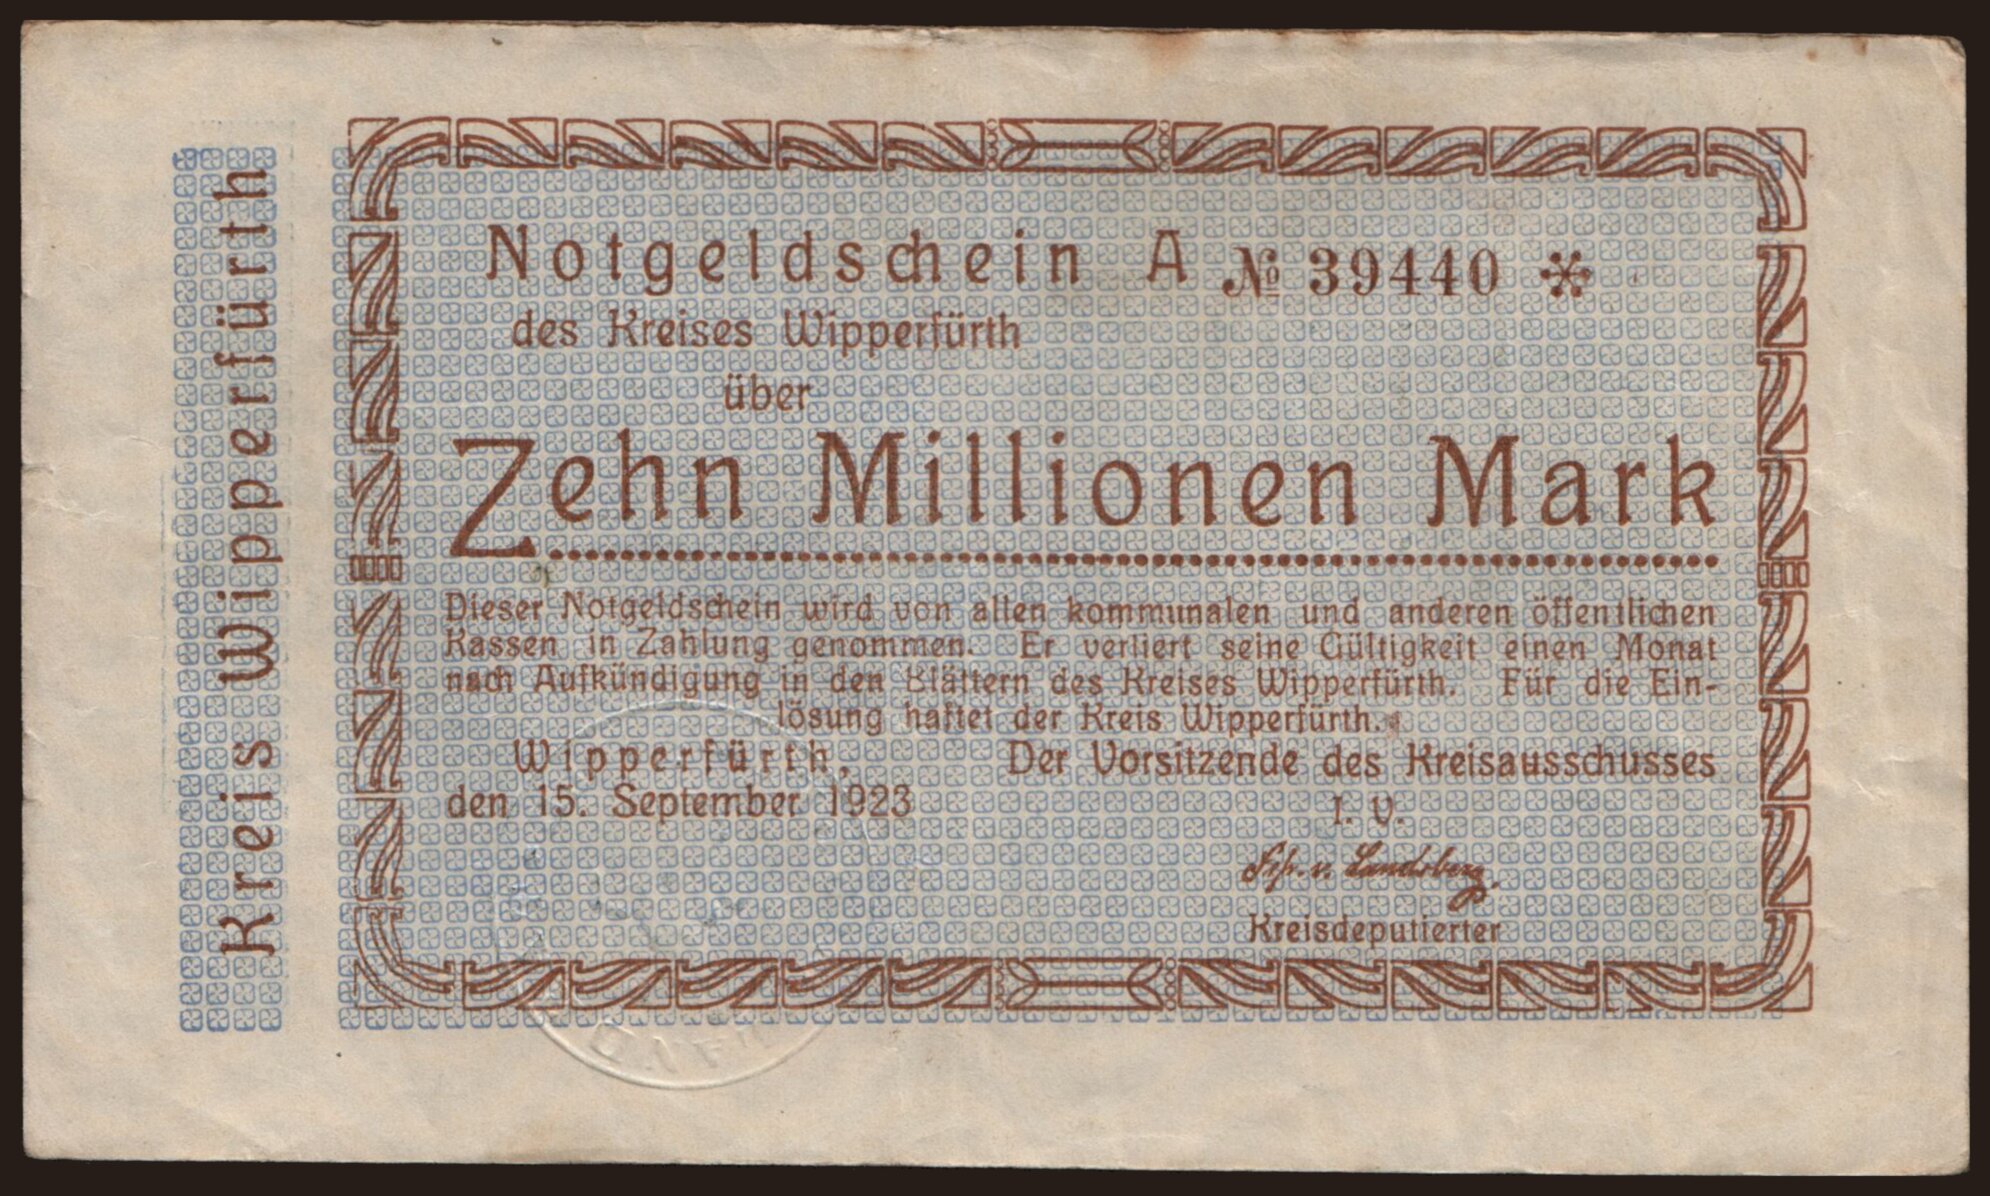 Kreis Wipperfürth
Notgeldschein A № 39440 *
des Kreises Wipperfürth
über
Zehn Millionen Mark
Dieser Notgeldschein wird von allen kommunalen und anderen öffentlichen
Kassen in Zahlung genommen. Er verliert seine Gültigkeit einen Monat
nach Aufkündigung in den Blättern des Kreises Wipperfürth. Für die Ein-
lösung haftet der Kreis Wipperfürth.
Wipperfürth,
den 15. September 1923
Der Vorsitzende des Kreisausschusses
I. V.
Frhr. v. Landsberg.
Kreisdeputierter